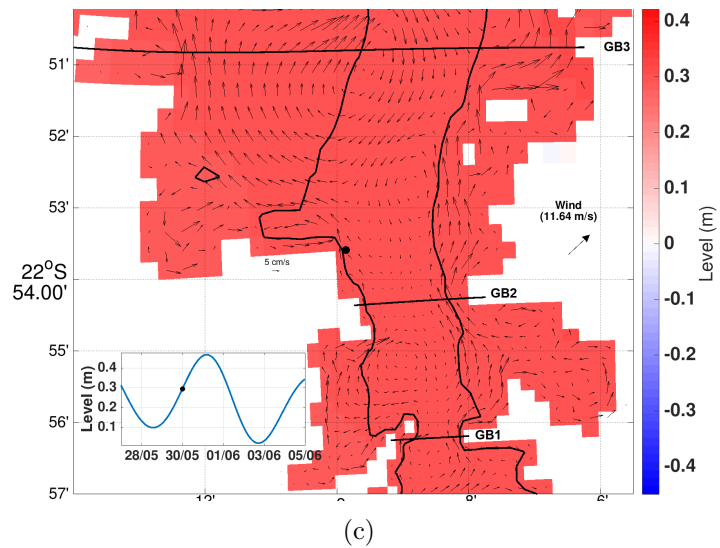 GB3
51'
52'
53'
Wind
(11.64 m/s)
5 cm/s
22°S
54.00'
GB2
55'
56'
GB1
57'
12'
8'
6'
0.4
0.3
0.2
0.1
0
-0.1
-0.2
-0.3
-0.4
Level (m)
Level (m)
0.4
0.3
0.2
0.1
28/05
30/05
01/06
03/06
05/06
(c)